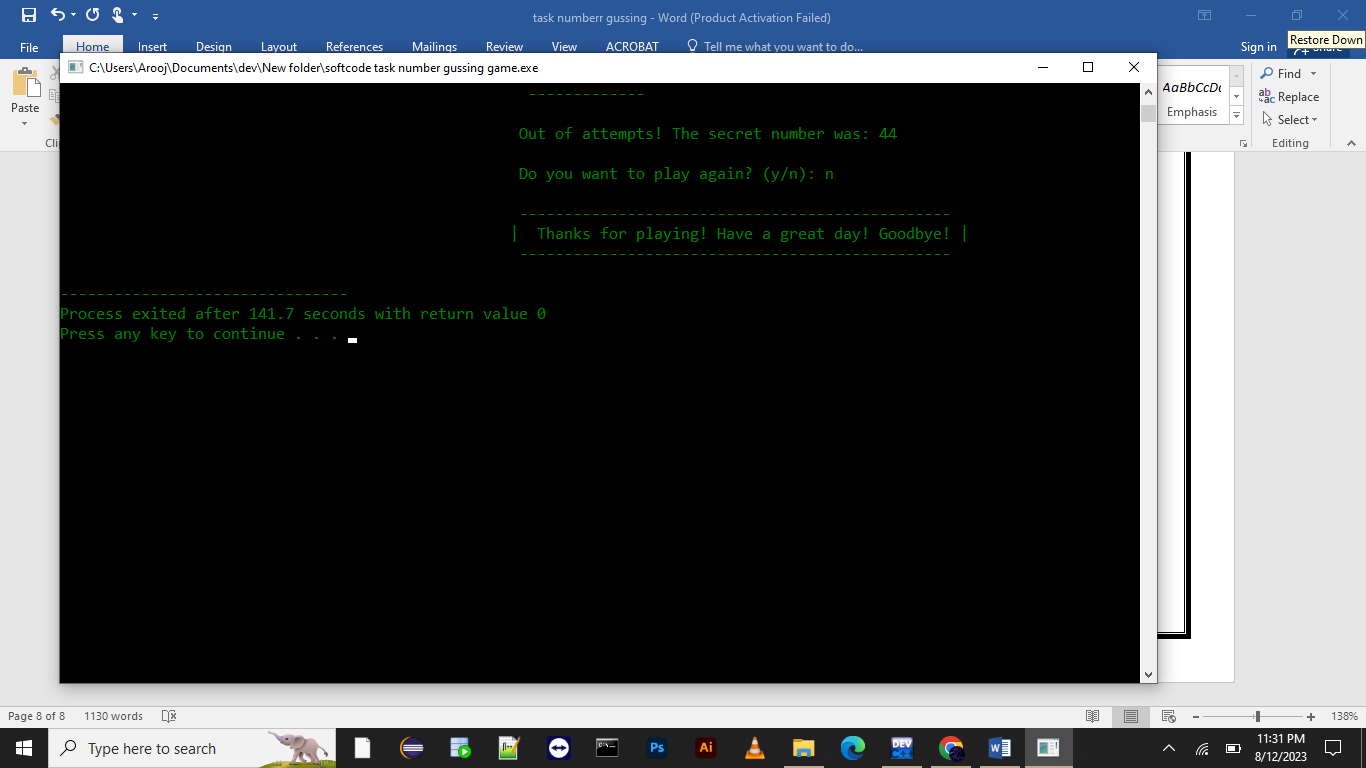 task numberr gussing - Word (Product Activation Failed)
File Home Insert Design Layout References Mailings Review View ACROBAT Tell me what you want to do... Sign in
Restore Down
C:\Users\Arooj\Documents\dev\New folder\softcode task number gussing game.exe
Paste
AaBbCcDc
Emphasis
Find
Replace
Select
Editing
-------------
Out of attempts! The secret number was: 44
Do you want to play again? (y/n): n
------------------------------------------------
| Thanks for playing! Have a great day! Goodbye! |
------------------------------------------------
--------------------------------
Process exited after 141.7 seconds with return value 0
Press any key to continue . . .
Page 8 of 8 1130 words 138%
Type here to search
Ps
Ai
DEV
11:31 PM
8/12/2023